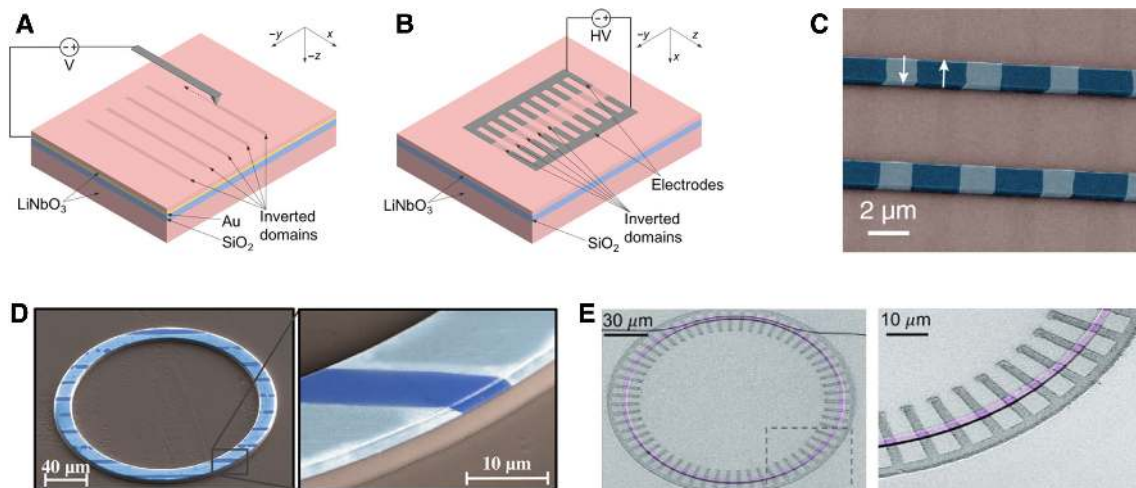 A
V
−y
x
−z
LiNbO3
Au
SiO2
Inverted
domains
B
HV
−y
z
x
LiNbO3
SiO2
Electrodes
Inverted
domains
C
2 μm
D
40 μm
10 μm
E
30 μm
10 μm